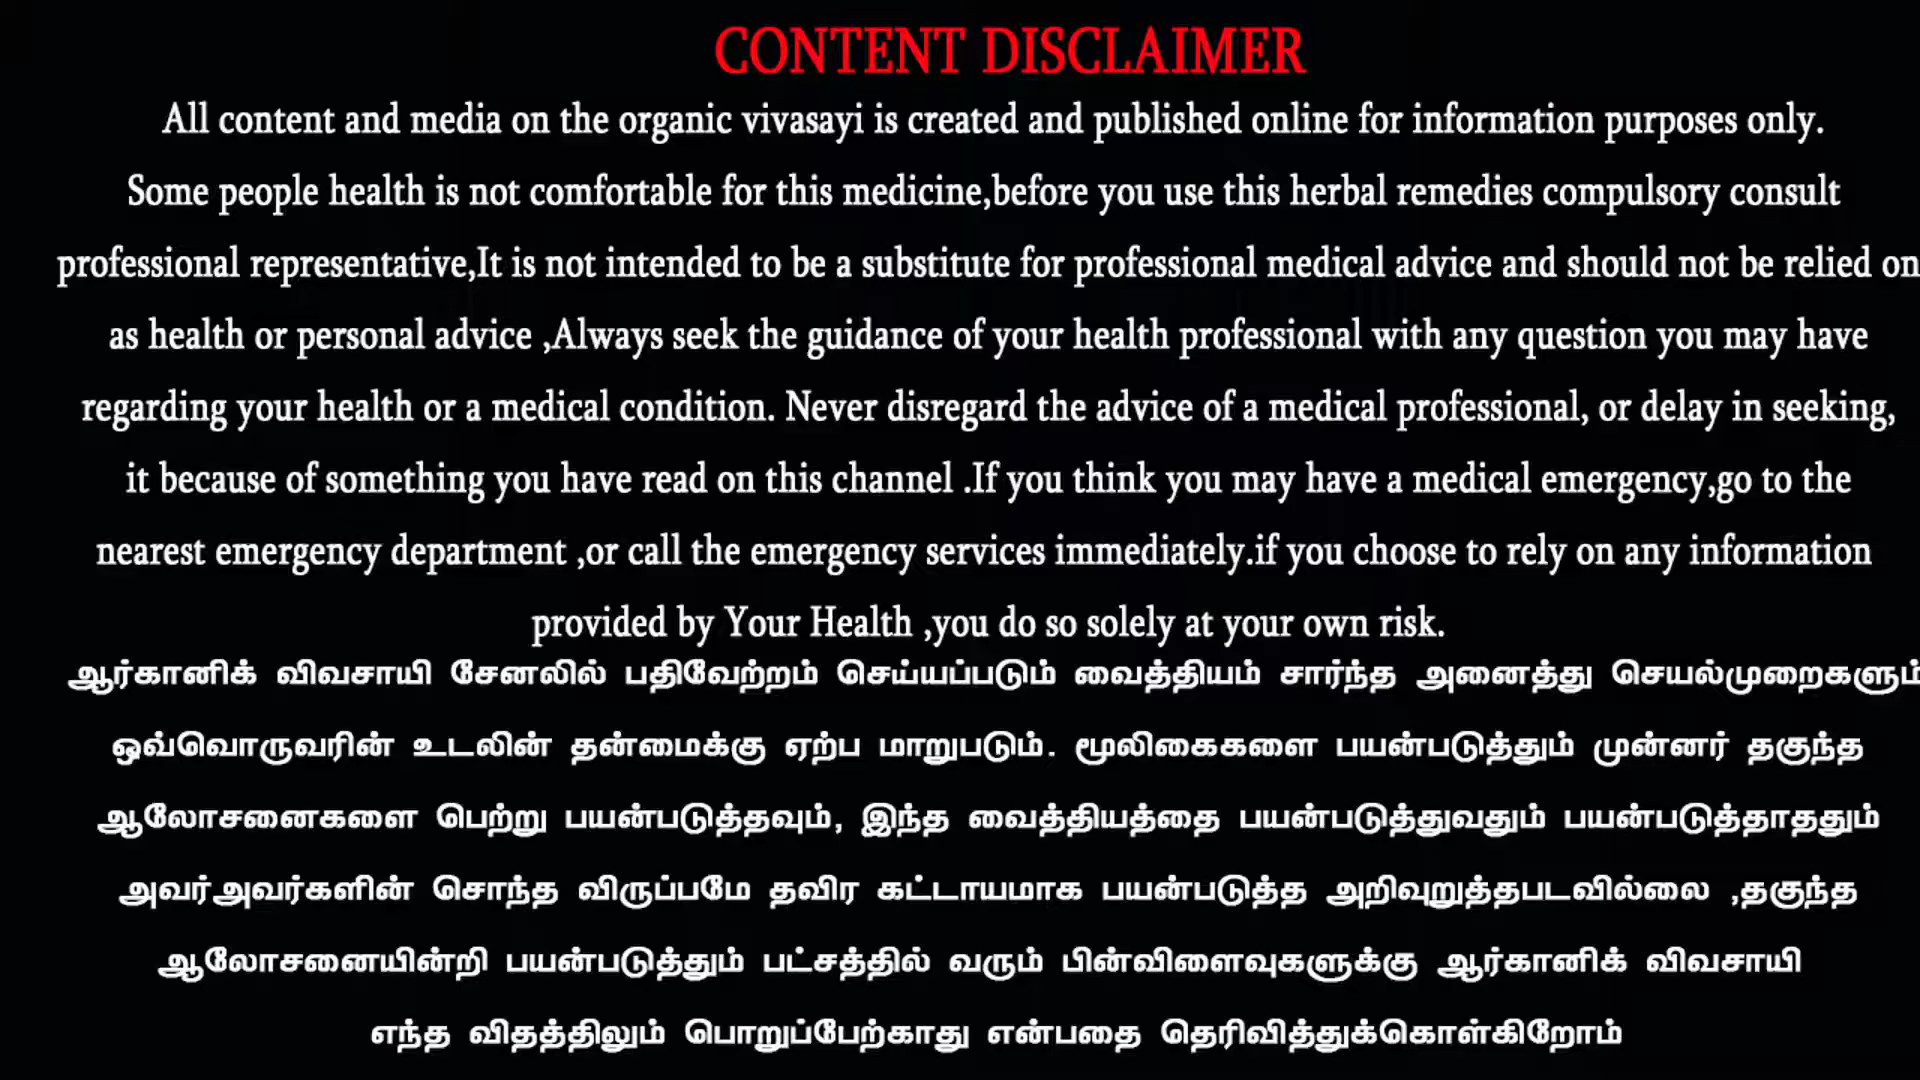 CONTENT DISCLAIMER
All content and media on the organic vivasayi is created and published online for information purposes only.
Some people health is not comfortable for this medicine,before you use this herbal remedies compulsory consult
professional representative,It is not intended to be a substitute for professional medical advice and should not be relied on
as health or personal advice ,Always seek the guidance of your health professional with any question you may have
regarding your health or a medical condition. Never disregard the advice of a medical professional, or delay in seeking,
it because of something you have read on this channel .If you think you may have a medical emergency,go to the
nearest emergency department ,or call the emergency services immediately.if you choose to rely on any information
provided by Your Health ,you do so solely at your own risk.
ஆர்கானிக் விவசாயி சேனலில் பதிவேற்றம் செய்யப்படும் வைத்தியம் சார்ந்த அனைத்து செயல்முறைகளும்
ஒவ்வொருவரின் உடலின் தன்மைக்கு ஏற்ப மாறுபடும். மூலிகைகளை பயன்படுத்தும் முன்னர் தகுந்த
ஆலோசனைகளை பெற்று பயன்படுத்தவும், இந்த வைத்தியத்தை பயன்படுத்துவதும் பயன்படுத்தாததும்
அவர்அவர்களின் சொந்த விருப்பமே தவிர கட்டாயமாக பயன்படுத்த அறிவுறுத்தபடவில்லை ,தகுந்த
ஆலோசனையின்றி பயன்படுத்தும் பட்சத்தில் வரும் பின்விளைவுகளுக்கு ஆர்கானிக் விவசாயி
எந்த விதத்திலும் பொறுப்பேற்காது என்பதை தெரிவித்துக்கொள்கிறோம்